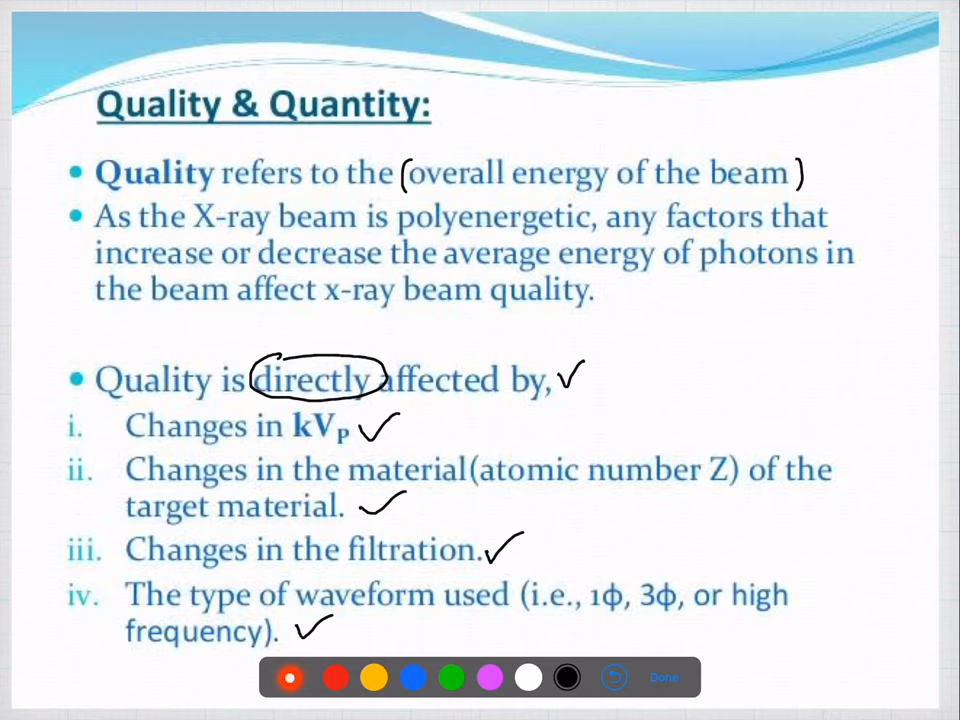 Quality & Quantity:
• Quality refers to the (overall energy of the beam)
• As the X-ray beam is polyenergetic, any factors that
increase or decrease the average energy of photons in
the beam affect x-ray beam quality.
• Quality is directly affected by, ✓
i. Changes in kVP ✓
ii. Changes in the material(atomic number Z) of the
target material. ✓
iii. Changes in the filtration. ✓
iv. The type of waveform used (i.e., 1ϕ, 3ϕ, or high
frequency). ✓
Done